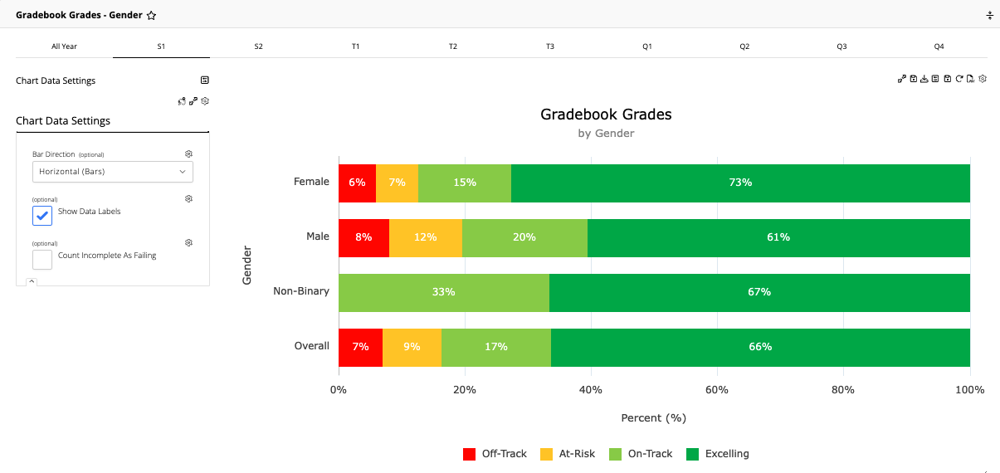 Gradebook Grades - Gender
All Year S1 S2 T1 T2 T3 Q1 Q2 Q3 Q4
Chart Data Settings
Chart Data Settings
Bar Direction (optional)
Horizontal (Bars)
(optional)
Show Data Labels
(optional)
Count Incomplete As Failing
Gradebook Grades
by Gender
Gender
Female 6% 7% 15% 73%
Male 8% 12% 20% 61%
Non-Binary 33% 67%
Overall 7% 9% 17% 66%
0% 20% 40% 60% 80% 100%
Percent (%)
Off-Track At-Risk On-Track Excelling